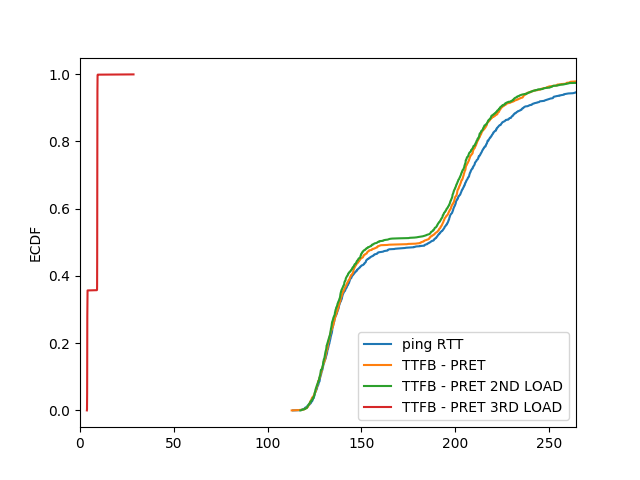 1.0
0.8
0.6
0.4
0.2
0.0
ECDF
ping RTT
TTFB - PRET
TTFB - PRET 2ND LOAD
TTFB - PRET 3RD LOAD
0 50 100 150 200 250